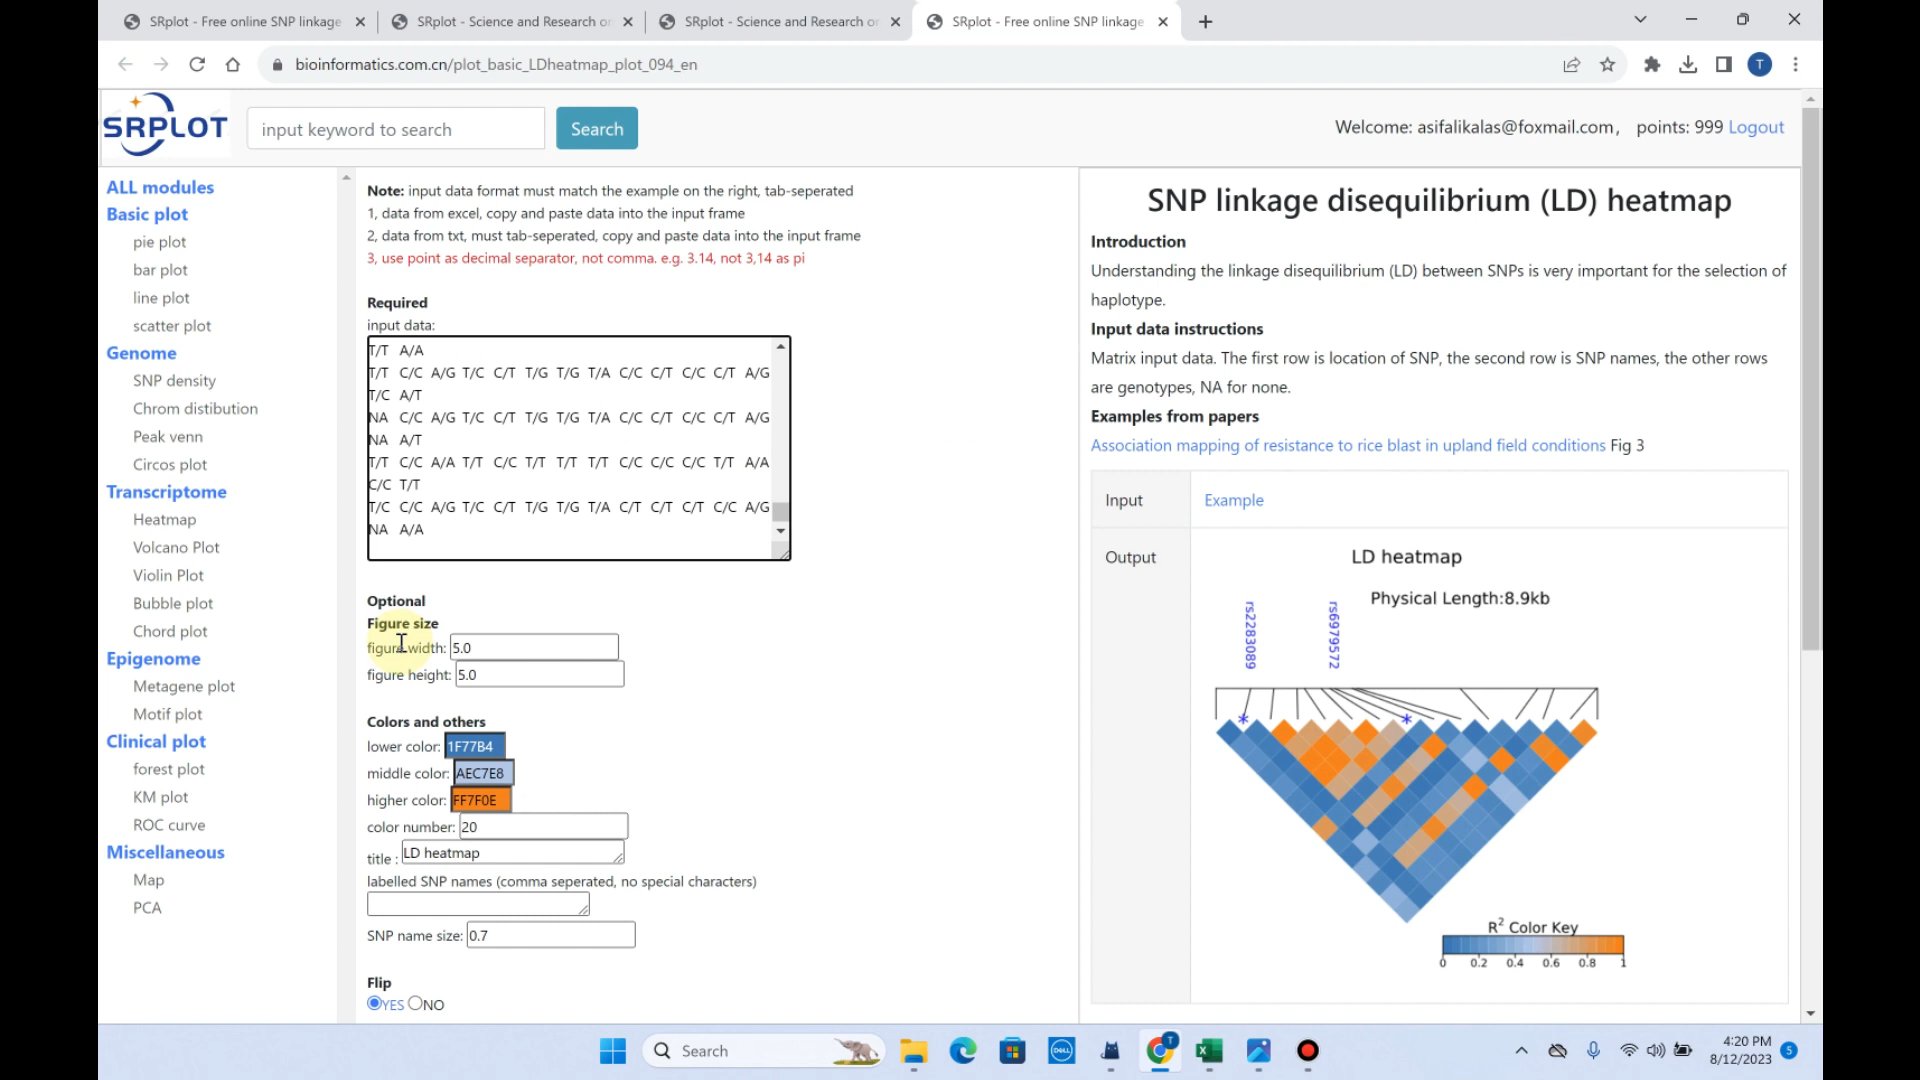 SRplot - Free online SNP linkage
SRplot - Science and Research or
SRplot - Science and Research or
SRplot - Free online SNP linkage
bioinformatics.com.cn/plot_basic_LDheatmap_plot_094_en
T
SRPLOT
input keyword to search
Search
Welcome: asifalikalas@foxmail.com, points: 999 Logout
ALL modules
Basic plot
pie plot
bar plot
line plot
scatter plot
Genome
SNP density
Chrom distibution
Peak venn
Circos plot
Transcriptome
Heatmap
Volcano Plot
Violin Plot
Bubble plot
Chord plot
Epigenome
Metagene plot
Motif plot
Clinical plot
forest plot
KM plot
ROC curve
Miscellaneous
Map
PCA
Note: input data format must match the example on the right, tab-seperated
1, data from excel, copy and paste data into the input frame
2, data from txt, must tab-seperated, copy and paste data into the input frame
3, use point as decimal separator, not comma. e.g. 3.14, not 3,14 as pi
Required
input data:
T/T A/A
T/T C/C A/G T/C C/T T/G T/G T/A C/C C/T C/C C/T A/G
T/C A/T
NA C/C A/G T/C C/T T/G T/G T/A C/C C/T C/C C/T A/G
NA A/T
T/T C/C A/A T/T C/C T/T T/T T/T C/C C/C C/C T/T A/A
C/C T/T
T/C C/C A/G T/C C/T T/G T/G T/A C/T C/T C/T C/C A/G
NA A/A
Optional
Figure size
figure width: 5.0
figure height: 5.0
Colors and others
lower color: 1F77B4
middle color: AEC7E8
higher color: FF7F0E
color number: 20
title : LD heatmap
labelled SNP names (comma seperated, no special characters)
SNP name size: 0.7
Flip
YES NO
SNP linkage disequilibrium (LD) heatmap
Introduction
Understanding the linkage disequilibrium (LD) between SNPs is very important for the selection of
haplotype.
Input data instructions
Matrix input data. The first row is location of SNP, the second row is SNP names, the other rows
are genotypes, NA for none.
Examples from papers
Association mapping of resistance to rice blast in upland field conditions Fig 3
Input Example
Output
LD heatmap
Physical Length:8.9kb
rs2283089
rs6979572
* *
R² Color Key
0 0.2 0.4 0.6 0.8 1
Search
DELL
T
4:20 PM
8/12/2023
5